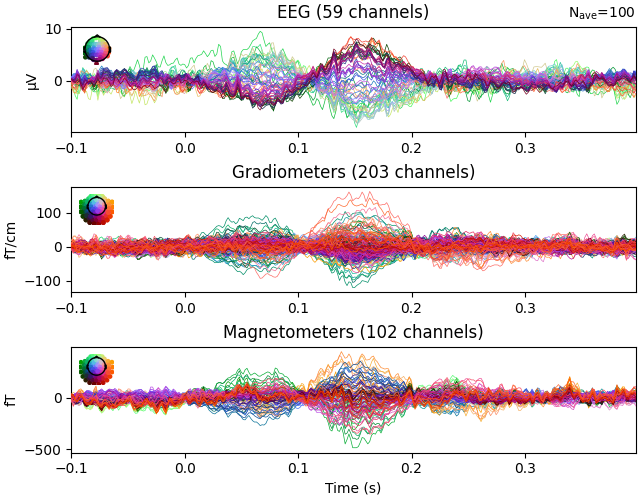 EEG (59 channels)
Nave=100
10
0
µV
−0.1 0.0 0.1 0.2 0.3
Gradiometers (203 channels)
100
0
−100
fT/cm
−0.1 0.0 0.1 0.2 0.3
Magnetometers (102 channels)
0
−500
fT
−0.1 0.0 0.1 0.2 0.3
Time (s)